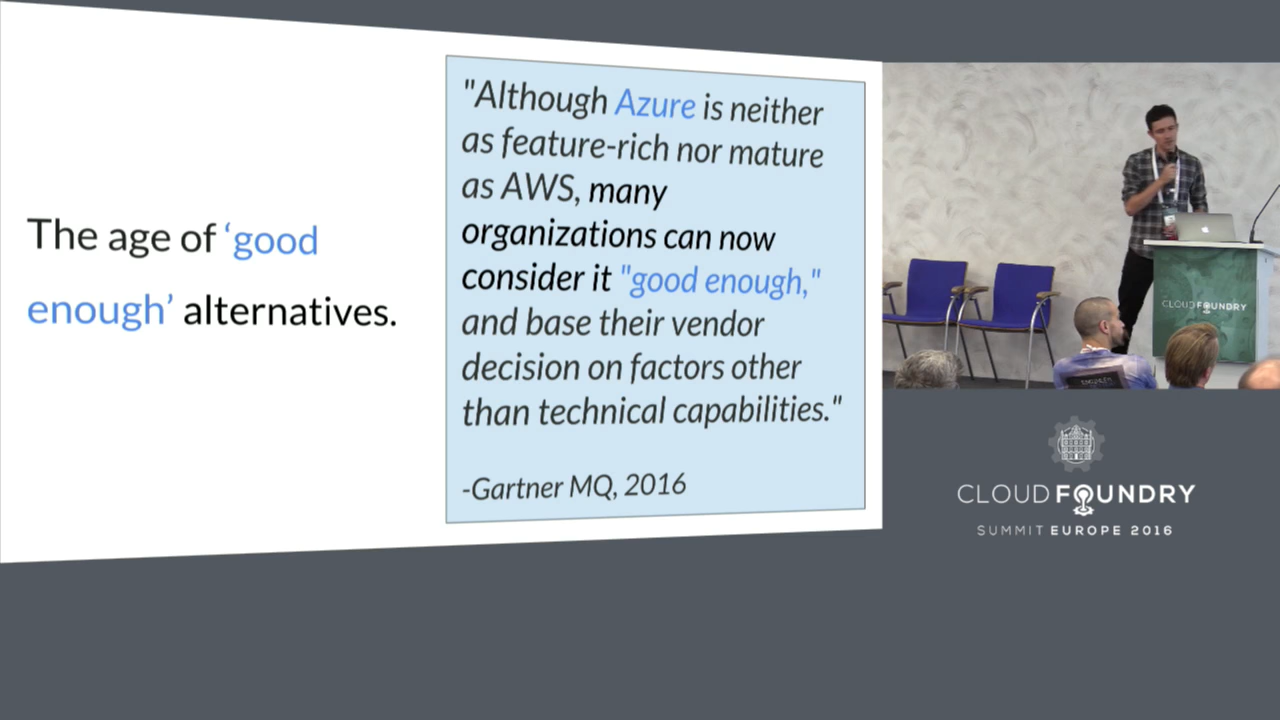 The age of ‘good
enough’ alternatives.
"Although Azure is neither
as feature-rich nor mature
as AWS, many
organizations can now
consider it "good enough,"
and base their vendor
decision on factors other
than technical capabilities."
-Gartner MQ, 2016
CLOUD FOUNDRY
CLOUD FOUNDRY
SUMMIT EUROPE 2016